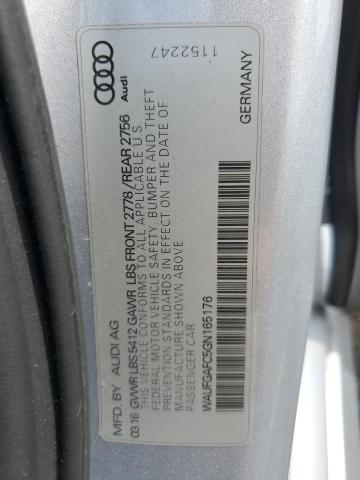 MFD. BY AUDI AG
03 16 GVWR LBS 5412 GAWR LBS FRONT 2778 / REAR 2756
THIS VEHICLE CONFORMS TO ALL APPLICABLE U S
FEDERAL MOTOR VEHICLE SAFETY, BUMPER AND THEFT
PREVENTION STANDARDS IN EFFECT ON THE DATE OF
MANUFACTURE SHOWN ABOVE
PASSENGER CAR
WAUFGAFC5GN165176
Audi
1152247
GERMANY